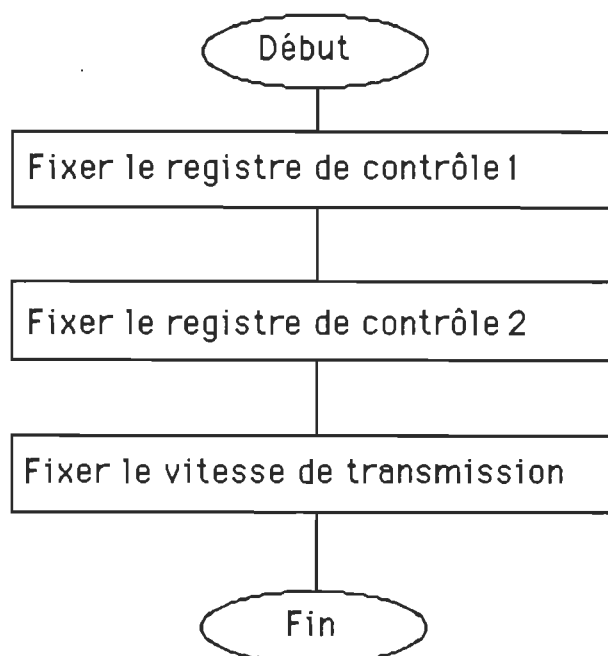 Début
Fixer le registre de contrôle 1
Fixer le registre de contrôle 2
Fixer le vitesse de transmission
Fin